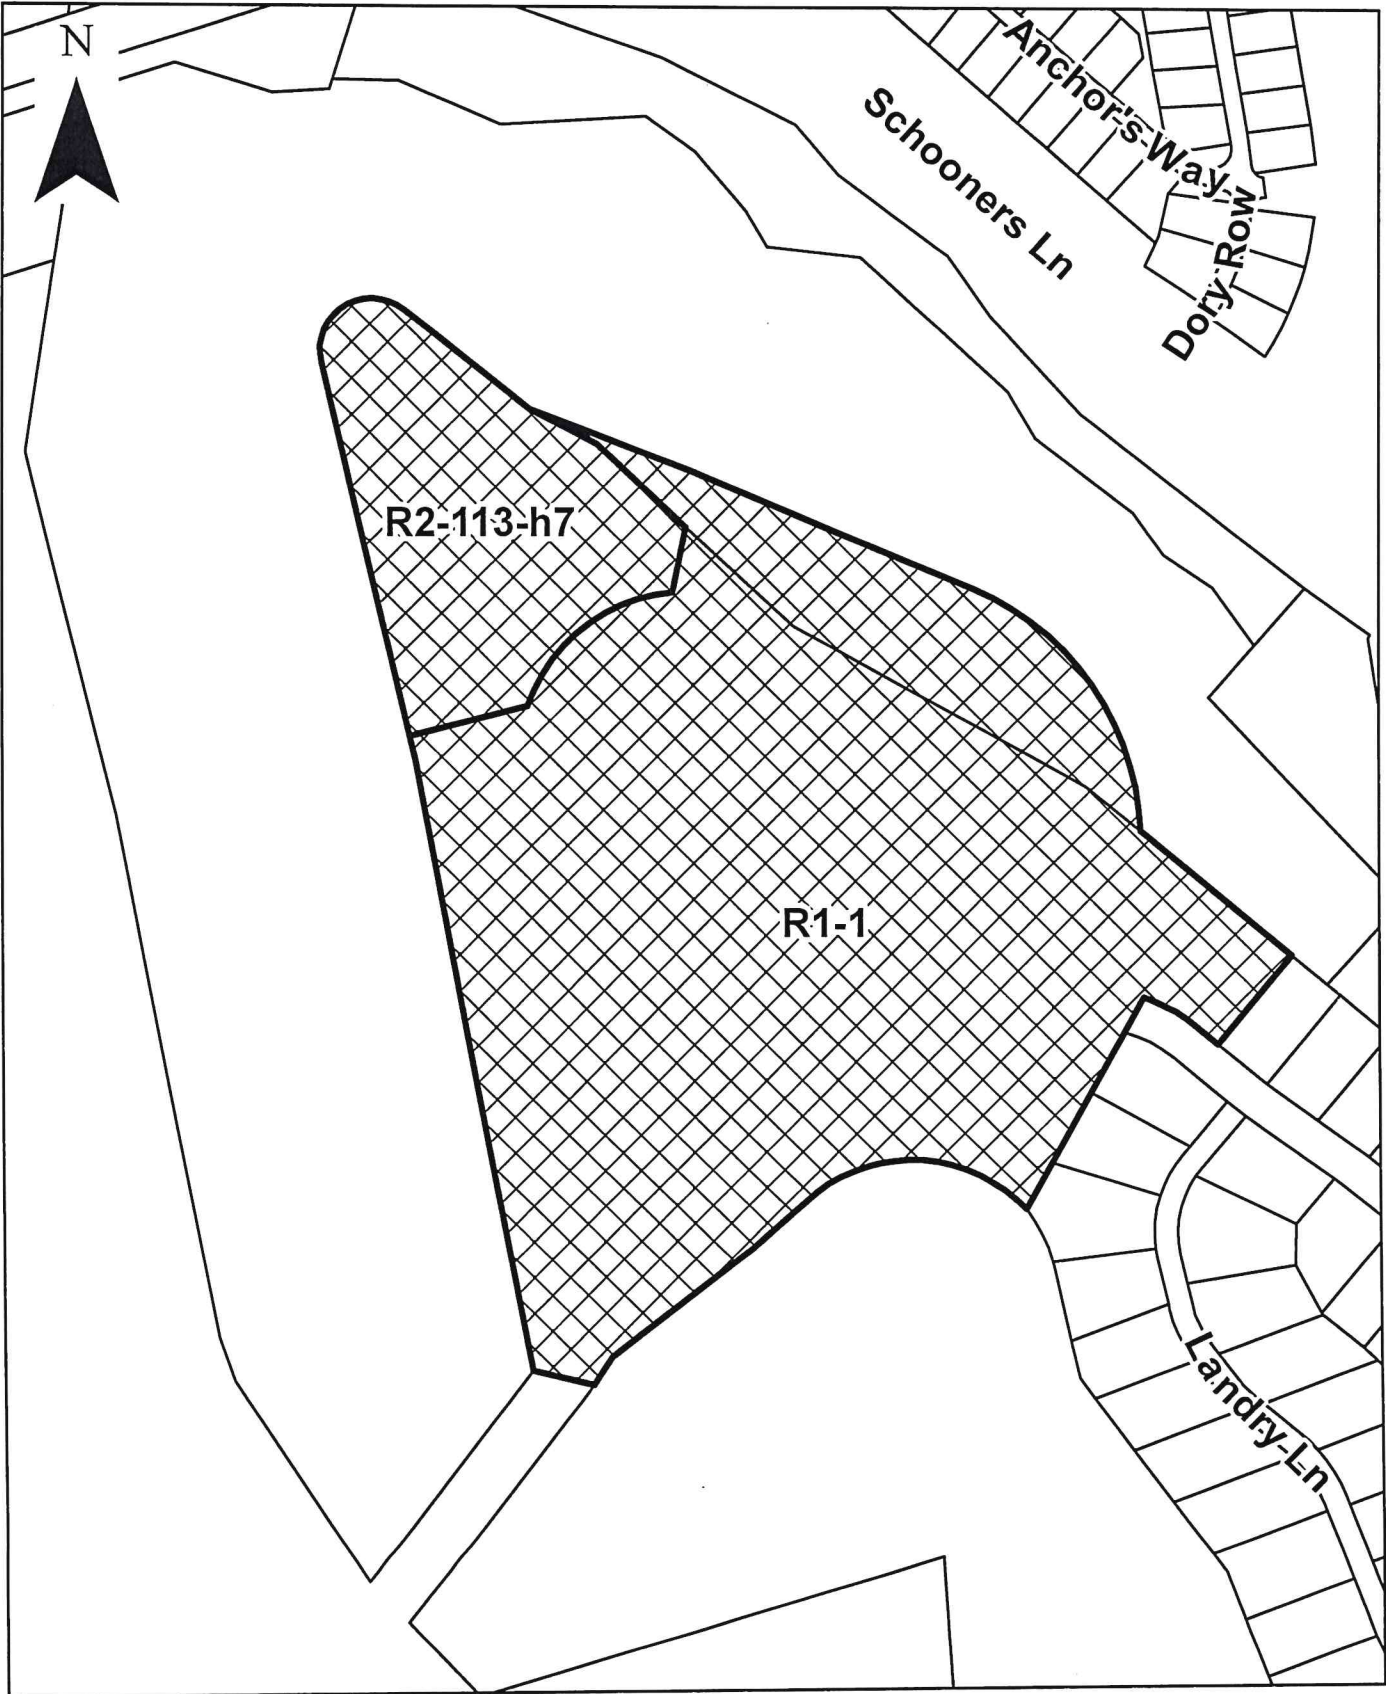 N
Anchor's Way
Schooners Ln
Dory Row
R2-113-h7
R1-1
Landry Ln